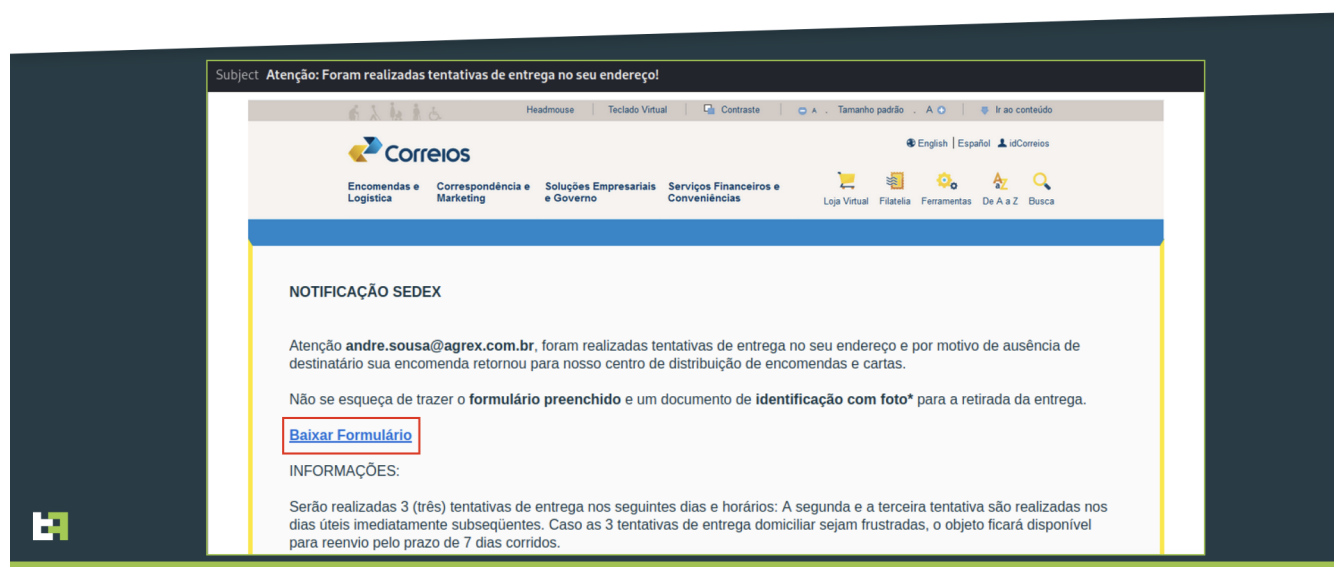 Subject Atenção: Foram realizadas tentativas de entrega no seu endereço!
Headmouse | Teclado Virtual | Contraste | A . Tamanho padrão . A | Ir ao conteúdo
English | Español idCorreios
Correios
Encomendas e Logística
Correspondência e Marketing
Soluções Empresariais e Governo
Serviços Financeiros e Conveniências
Loja Virtual Filatelia Ferramentas De A a Z Busca
NOTIFICAÇÃO SEDEX
Atenção andre.sousa@agrex.com.br, foram realizadas tentativas de entrega no seu endereço e por motivo de ausência de
destinatário sua encomenda retornou para nosso centro de distribuição de encomendas e cartas.
Não se esqueça de trazer o formulário preenchido e um documento de identificação com foto* para a retirada da entrega.
Baixar Formulário
INFORMAÇÕES:
Serão realizadas 3 (três) tentativas de entrega nos seguintes dias e horários: A segunda e a terceira tentativa são realizadas nos
dias úteis imediatamente subseqüentes. Caso as 3 tentativas de entrega domiciliar sejam frustradas, o objeto ficará disponível
para reenvio pelo prazo de 7 dias corridos.